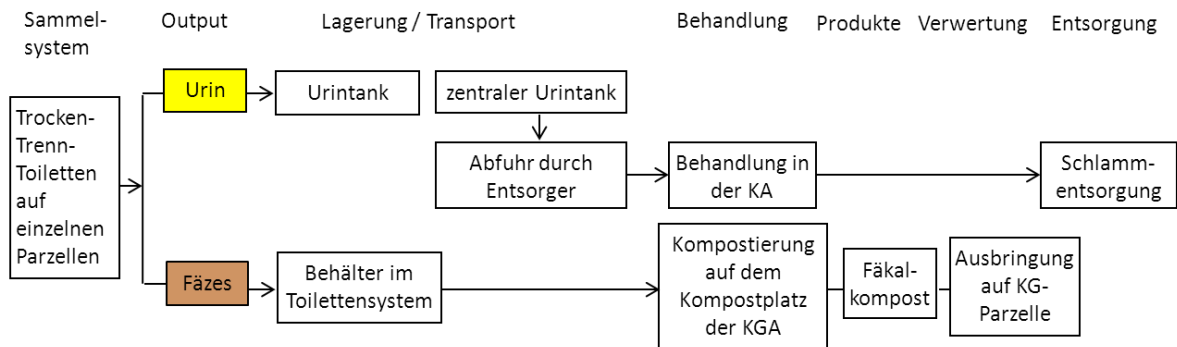 Sammel-
system
Output
Lagerung / Transport
Behandlung
Produkte
Verwertung
Entsorgung
Trocken-
Trenn-
Toiletten
auf
einzelnen
Parzellen
Urin
Urintank
zentraler Urintank
Abfuhr durch
Entsorger
Behandlung in
der KA
Schlamm-
entsorgung
Fäzes
Behälter im
Toilettensystem
Kompostierung
auf dem
Kompostplatz
der KGA
Fäkal-
kompost
Ausbringung
auf KG-
Parzelle